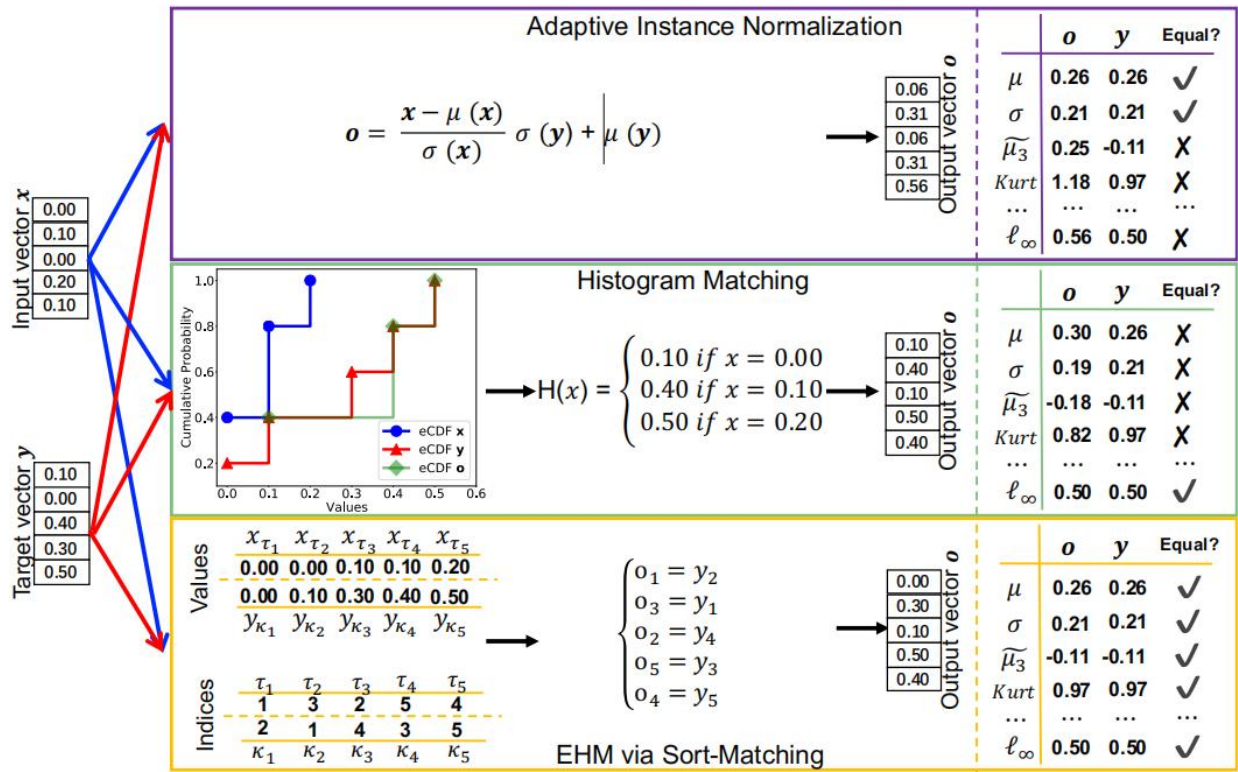 Input vector x
0.00
0.10
0.00
0.20
0.10
Target vector y
0.10
0.00
0.40
0.30
0.50
Adaptive Instance Normalization
o = x − μ (x) / σ (x) σ (y) + μ (y)
0.06
0.31
0.06
0.31
0.56
Output vector o
o y Equal?
μ 0.26 0.26 ✓
σ 0.21 0.21 ✓
μ̃₃ 0.25 -0.11 ✗
Kurt 1.18 0.97 ✗
... ... ... ...
ℓ∞ 0.56 0.50 ✗
Histogram Matching
Cumulative Probability
1.0
0.8
0.6
0.4
0.2
0.0 0.1 0.2 0.3 0.4 0.5 0.6
Values
eCDF x
eCDF y
eCDF o
H(x) = { 0.10 if x = 0.00
0.40 if x = 0.10
0.50 if x = 0.20
0.10
0.40
0.10
0.50
0.40
Output vector o
o y Equal?
μ 0.30 0.26 ✗
σ 0.19 0.21 ✗
μ̃₃ -0.18 -0.11 ✗
Kurt 0.82 0.97 ✗
... ... ... ...
ℓ∞ 0.50 0.50 ✓
Values
x_τ₁ x_τ₂ x_τ₃ x_τ₄ x_τ₅
0.00 0.00 0.10 0.10 0.20
0.00 0.10 0.30 0.40 0.50
y_κ₁ y_κ₂ y_κ₃ y_κ₄ y_κ₅
Indices
τ₁ τ₂ τ₃ τ₄ τ₅
1 3 2 5 4
2 1 4 3 5
κ₁ κ₂ κ₃ κ₄ κ₅
o₁ = y₂
o₃ = y₁
o₂ = y₄
o₅ = y₃
o₄ = y₅
EHM via Sort-Matching
0.00
0.30
0.10
0.50
0.40
Output vector o
o y Equal?
μ 0.26 0.26 ✓
σ 0.21 0.21 ✓
μ̃₃ -0.11 -0.11 ✓
Kurt 0.97 0.97 ✓
... ... ... ...
ℓ∞ 0.50 0.50 ✓